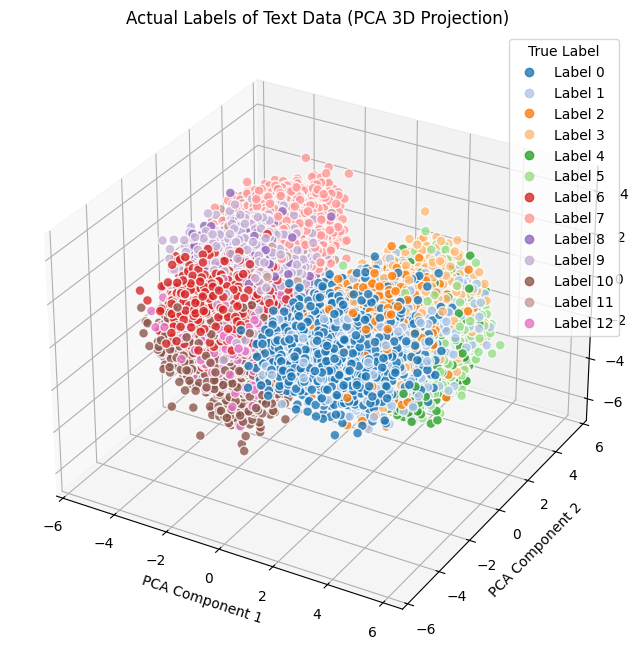 Actual Labels of Text Data (PCA 3D Projection)
True Label
Label 0
Label 1
Label 2
Label 3
Label 4
Label 5
Label 6
Label 7
Label 8
Label 9
Label 10
Label 11
Label 12
4
2
0
−2
−4
−6
−6
−4
−2
0
2
4
6
PCA Component 1
−6
−4
−2
0
2
4
6
PCA Component 2